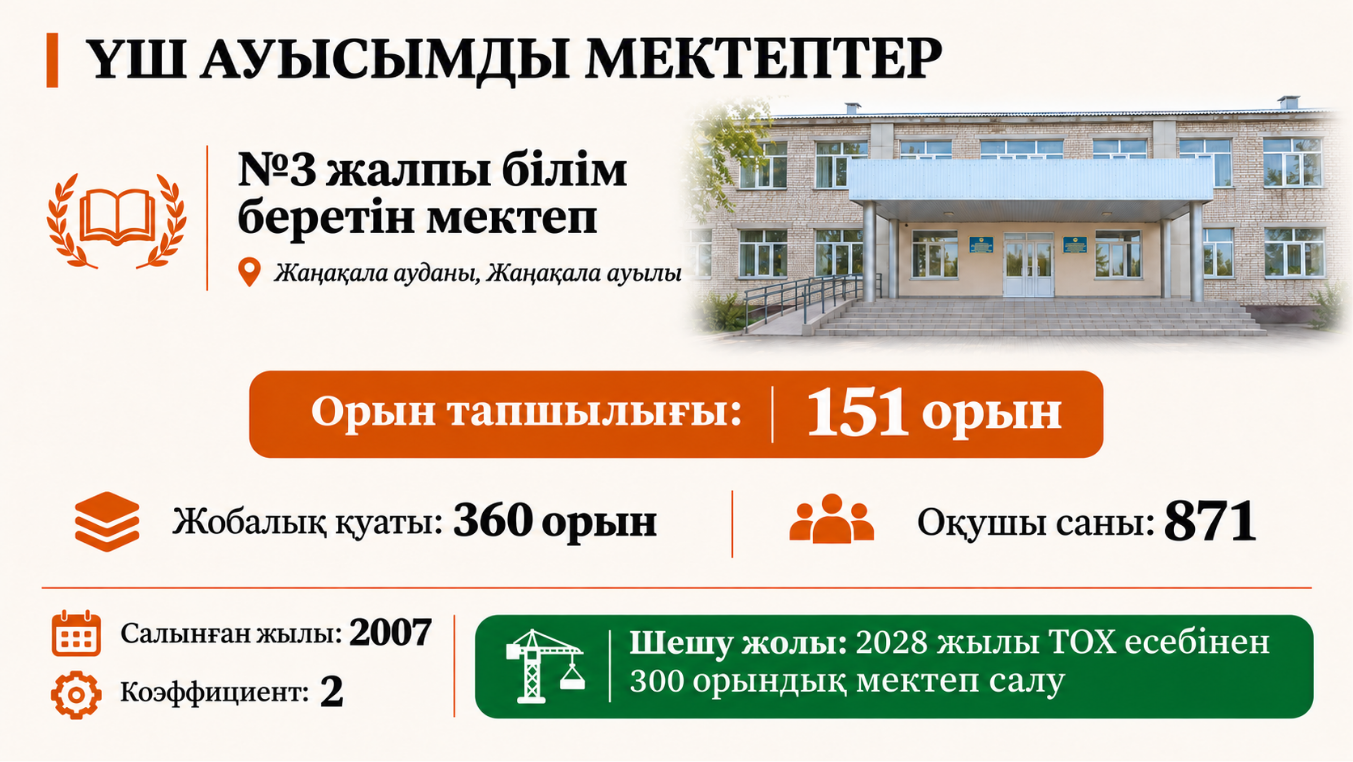 ҮШ АУЫСЫМДЫ МЕКТЕПТЕР
№3 жалпы білім
беретін мектеп
Жаңақала ауданы, Жаңақала ауылы
Орын тапшылығы: 151 орын
Жобалық қуаты: 360 орын
Оқушы саны: 871
Салынған жылы: 2007
Коэффициент: 2
Шешу жолы: 2028 жылы ТОХ есебінен
300 орындық мектеп салу